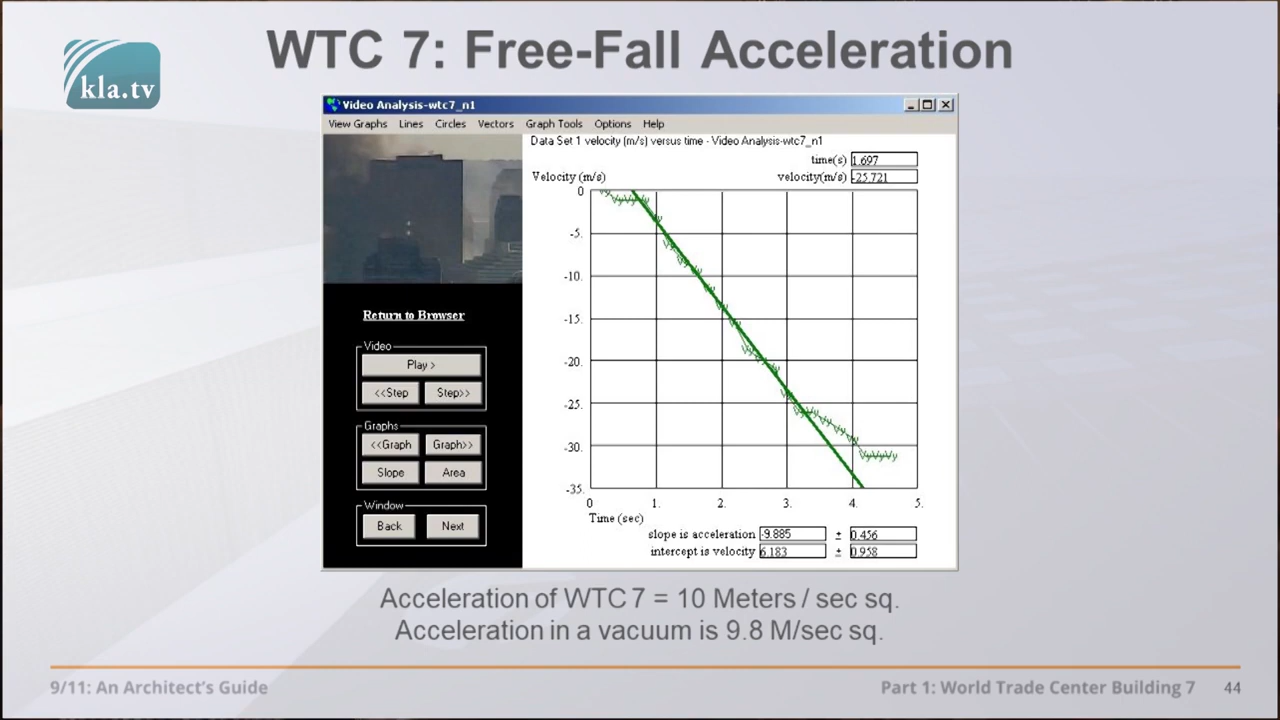 kla.tv
WTC 7: Free-Fall Acceleration
Video Analysis-wtc7_n1
View Graphs Lines Circles Vectors Graph Tools Options Help
Data Set 1 velocity (m/s) versus time - Video Analysis-wtc7_n1
time(s) 1.697
Velocity (m/s) velocity(m/s) -25.721
0
-5.
-10.
-15.
-20.
-25.
-30.
-35.
0 1. 2. 3. 4. 5.
Time (sec)
slope is acceleration -9.885 ± 0.456
intercept is velocity 6.183 ± 0.958
Return to Browser
Video
Play >
<<Step Step>>
Graphs
<<Graph Graph>>
Slope Area
Window
Back Next
Acceleration of WTC 7 = 10 Meters / sec sq.
Acceleration in a vacuum is 9.8 M/sec sq.
9/11: An Architect's Guide Part 1: World Trade Center Building 7 44